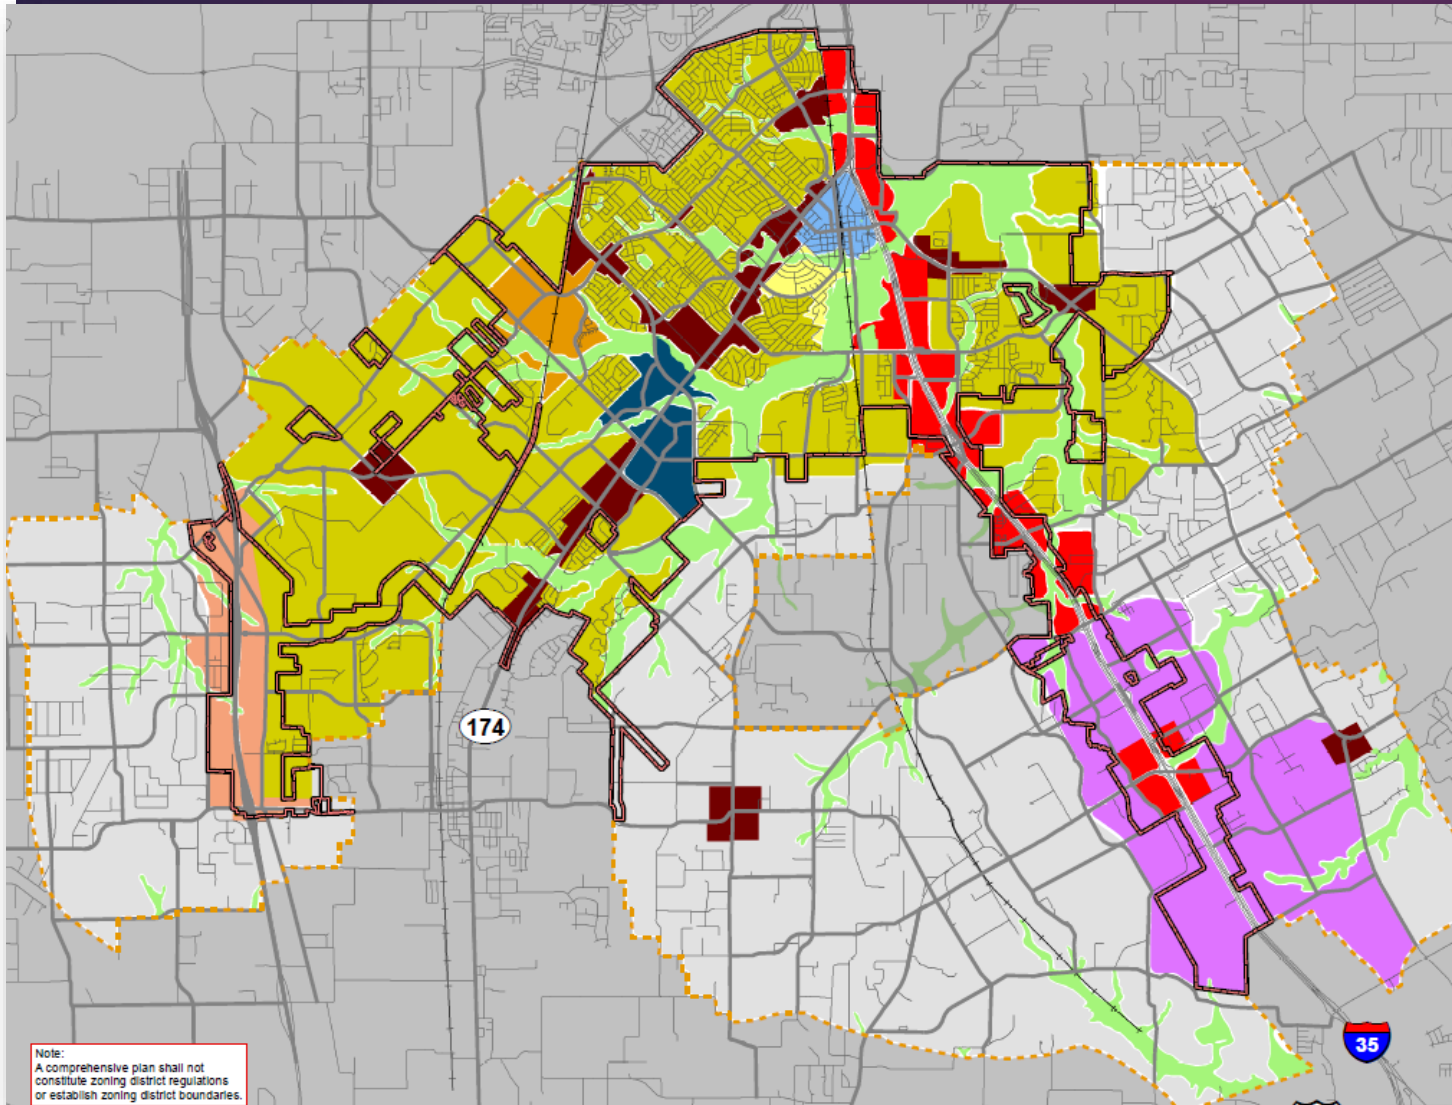 174
35
Note:
A comprehensive plan shall not
constitute zoning district regulations
or establish zoning district boundaries.